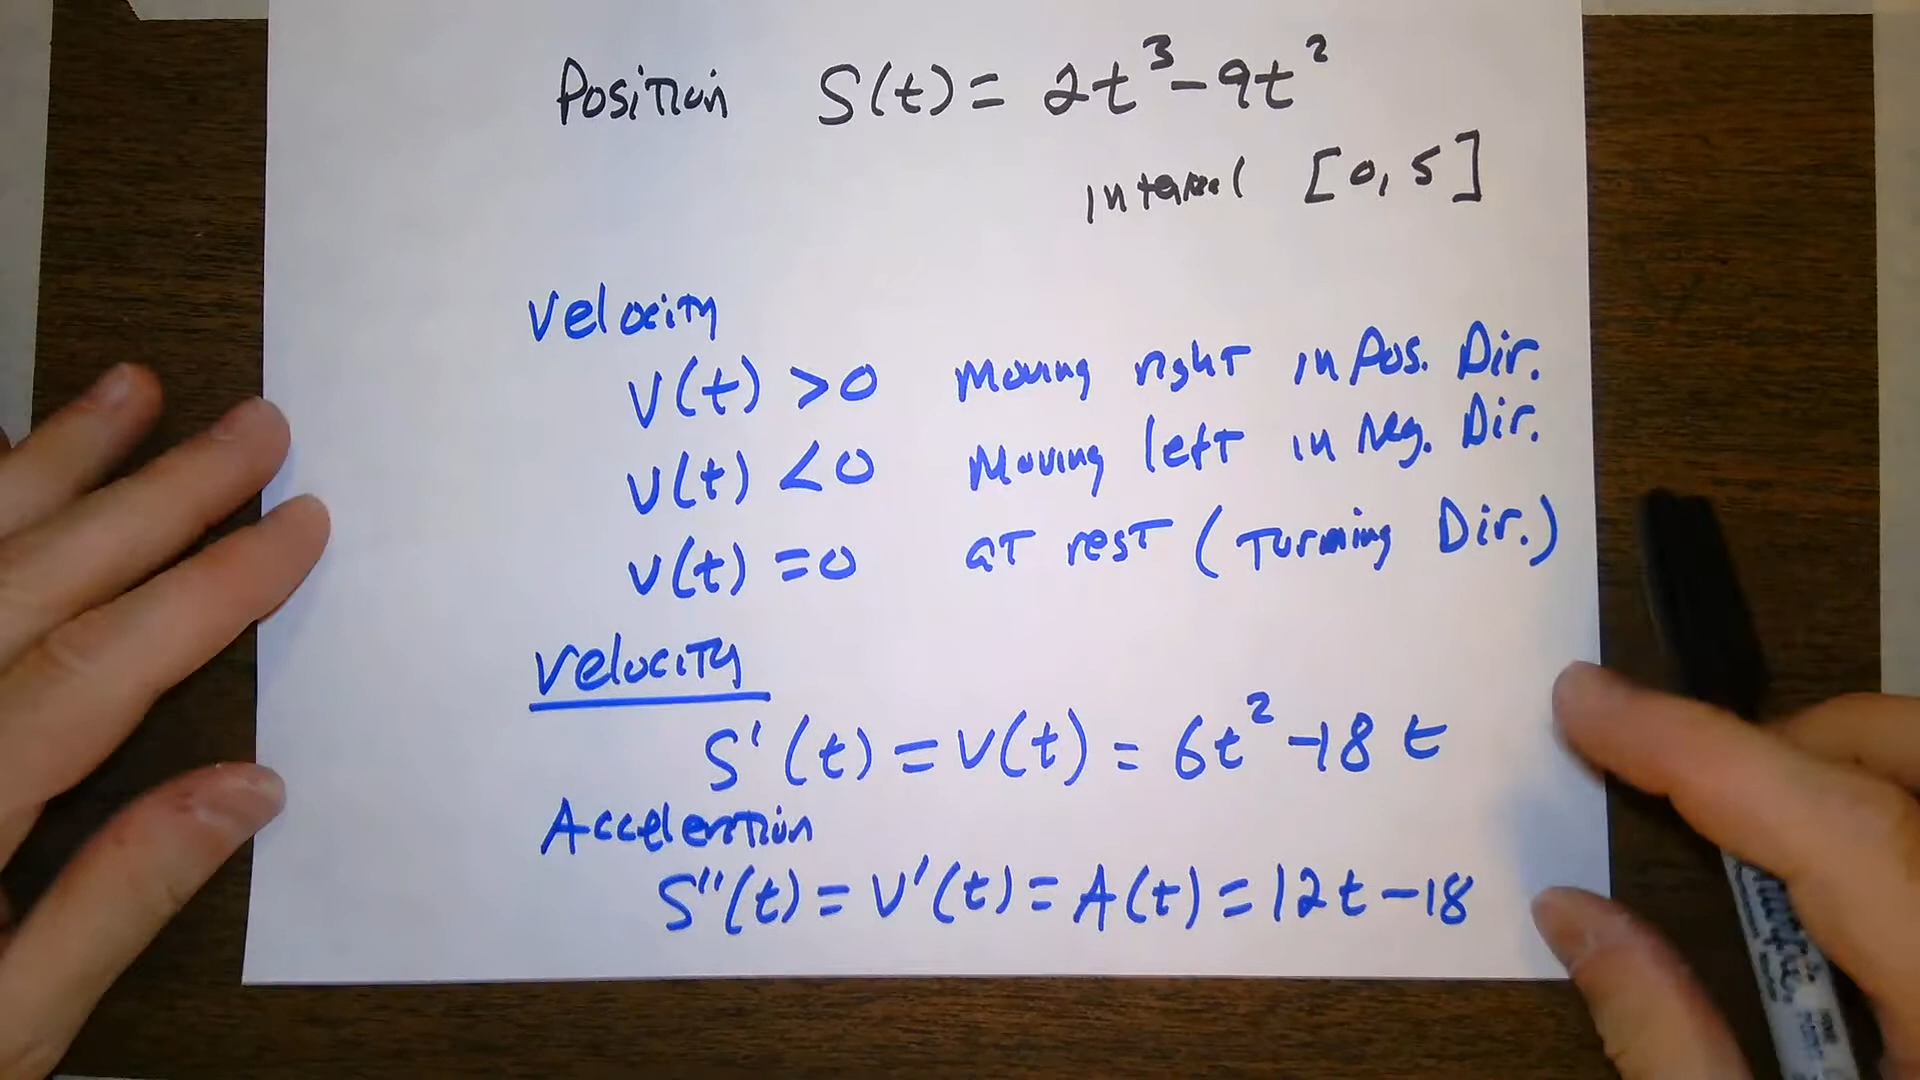 Position S(t) = 2t³-9t²
interval [0,5]
Velocity
V(t) >0 Moving right in Pos. Dir.
V(t) <0 Moving left in Neg. Dir.
V(t) =0 at rest (Turning Dir.)
Velocity
S'(t) = V(t) = 6t²-18t
Acceleration
S''(t) = V'(t) = A(t) = 12t-18